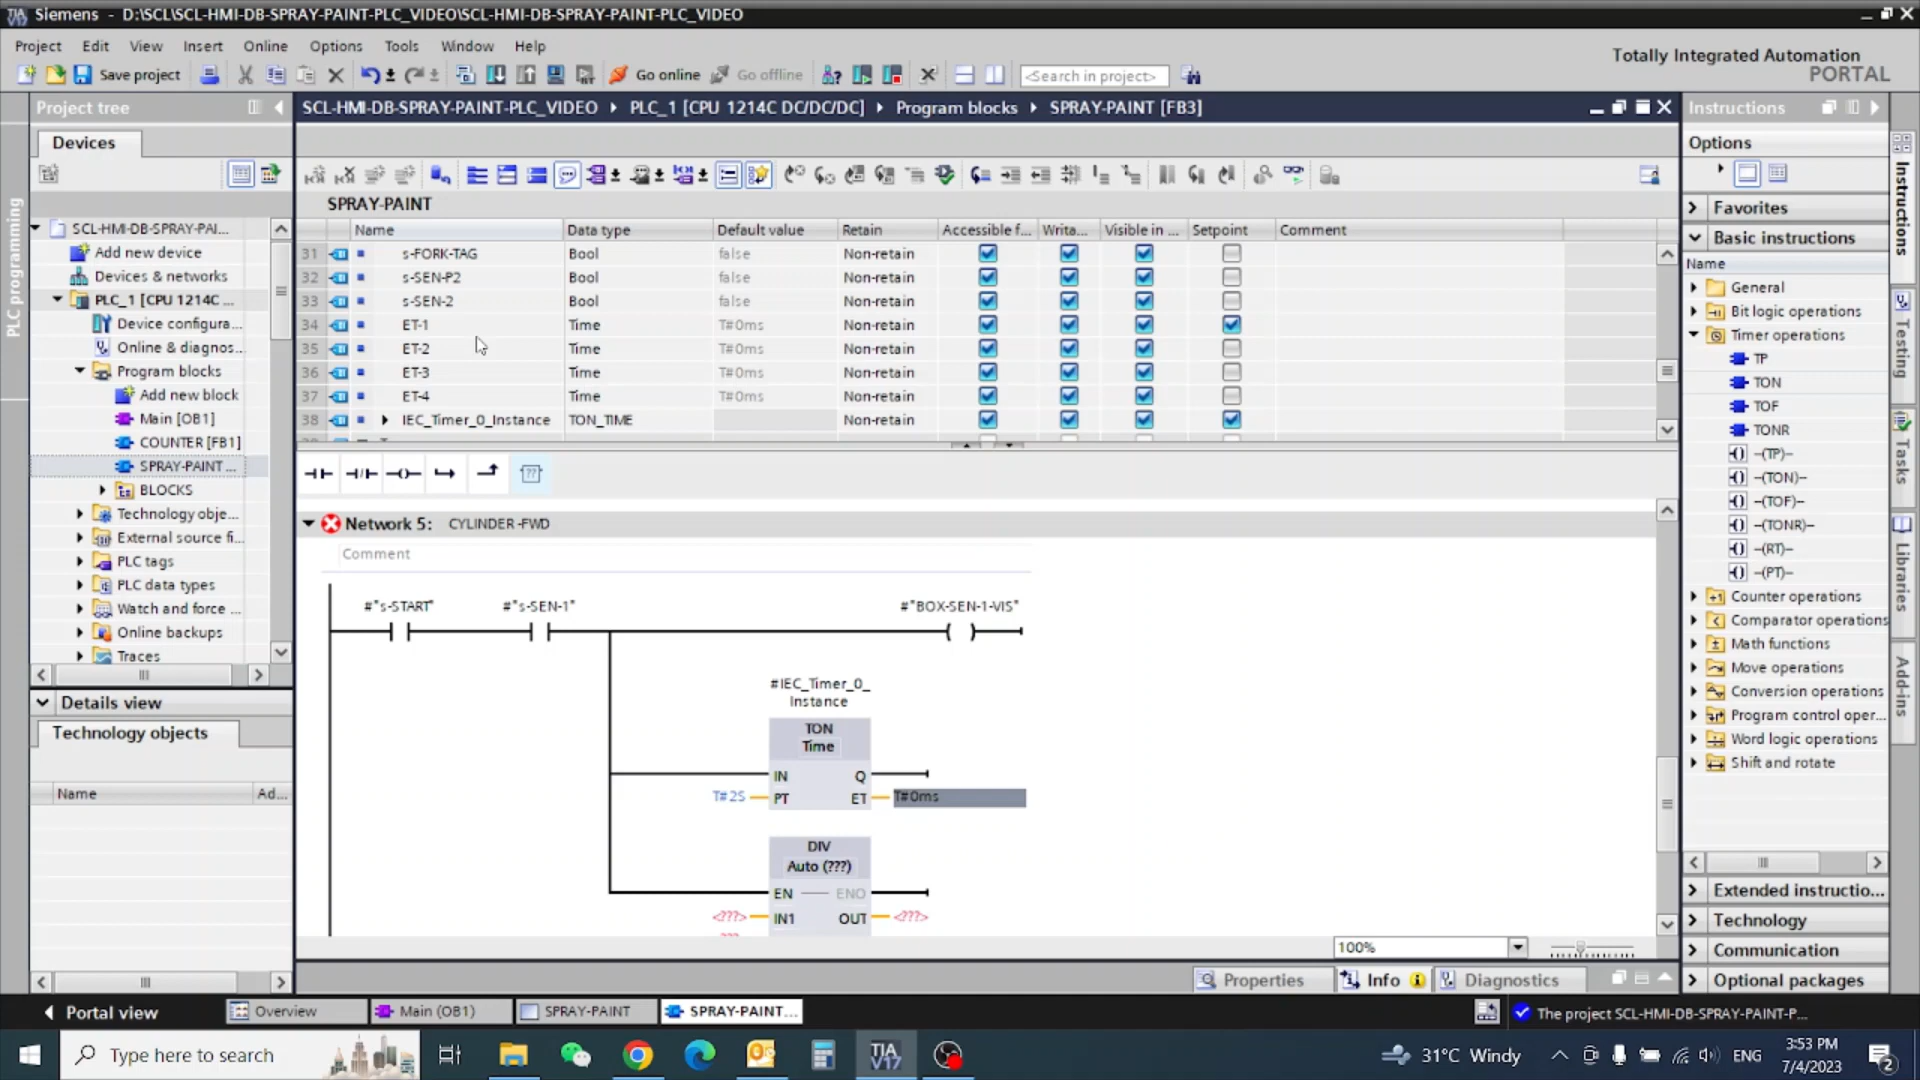 Siemens - D:\SCL\SCL-HMI-DB-SPRAY-PAINT-PLC_VIDEO\SCL-HMI-DB-SPRAY-PAINT-PLC_VIDEO
Project Edit View Insert Online Options Tools Window Help
Totally Integrated Automation
PORTAL
Save project Go online Go offline <Search in project>
Project tree
SCL-HMI-DB-SPRAY-PAINT-PLC_VIDEO PLC_1 [CPU 1214C DC/DC/DC] Program blocks SPRAY-PAINT [FB3]
Instructions
Devices
Options
PLC programming
SPRAY-PAINT
Name Data type Default value Retain Accessible f... Writa... Visible in ... Setpoint Comment
31 s-FORK-TAG Bool false Non-retain
32 s-SEN-P2 Bool false Non-retain
33 s-SEN-2 Bool false Non-retain
34 ET-1 Time T#0ms Non-retain
35 ET-2 Time T#0ms Non-retain
36 ET-3 Time T#0ms Non-retain
37 ET-4 Time T#0ms Non-retain
38 IEC_Timer_0_Instance TON_TIME Non-retain
SCL-HMI-DB-SPRAY-PAI...
Add new device
Devices & networks
PLC_1 [CPU 1214C ...
Device configura...
Online & diagnos...
Program blocks
Add new block
Main [OB1]
COUNTER [FB1]
SPRAY-PAINT ...
BLOCKS
Technology obje...
External source fi...
PLC tags
PLC data types
Watch and force ...
Online backups
Traces
Details view
Technology objects
Name Ad...
Network 5: CYLINDER -FWD
Comment
#"s-START" #"s-SEN-1" #"BOX-SEN-1-VIS"
#IEC_Timer_0_
Instance
TON
Time
IN Q
T#2S PT ET T#0ms
DIV
Auto (???)
EN ENO
<???> IN1 OUT <???>
100%
Favorites
Basic instructions
Name
General
Bit logic operations
Timer operations
TP
TON
TOF
TONR
-(TP)-
-(TON)-
-(TOF)-
-(TONR)-
-(RT)-
-(PT)-
Counter operations
Comparator operations
Math functions
Move operations
Conversion operations
Program control oper...
Word logic operations
Shift and rotate
Extended instructio...
Technology
Communication
Optional packages
Instructions
Testing
Tasks
Libraries
Add-ins
Properties Info Diagnostics
Portal view Overview Main (OB1) SPRAY-PAINT SPRAY-PAINT... The project SCL-HMI-DB-SPRAY-PAINT-P...
Type here to search
TIA
V17
31°C Windy ENG
3:53 PM
7/4/2023
2